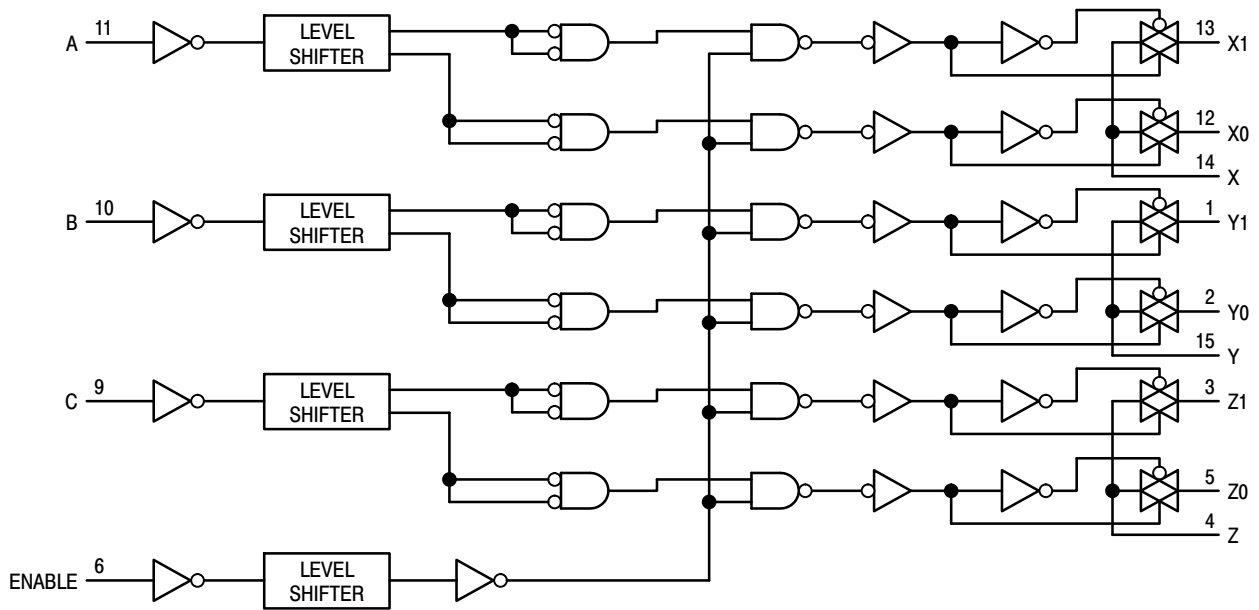 A 11
LEVEL
SHIFTER
13 X1
12 X0
14 X
B 10
LEVEL
SHIFTER
1 Y1
2 Y0
15 Y
C 9
LEVEL
SHIFTER
3 Z1
5 Z0
4 Z
ENABLE 6
LEVEL
SHIFTER